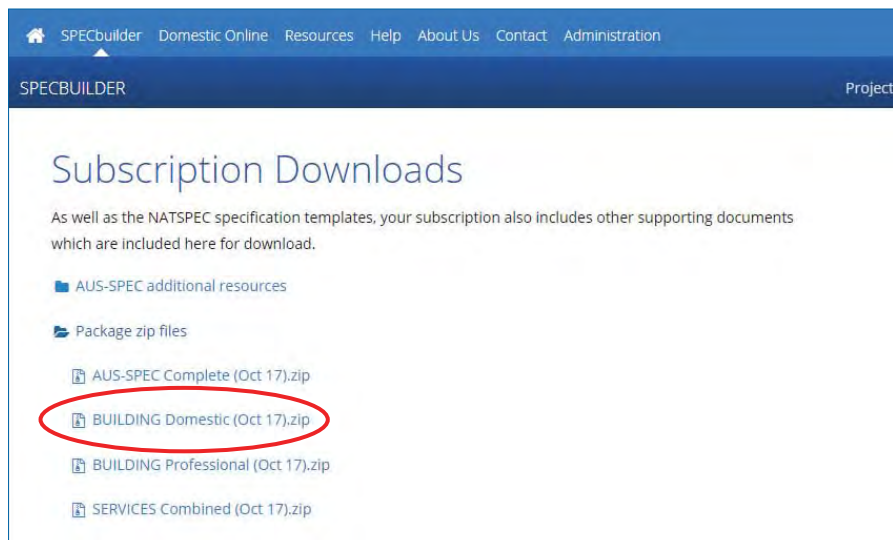 SPECbuilder Domestic Online Resources Help About Us Contact Administration
SPECBUILDER Project
Subscription Downloads
As well as the NATSPEC specification templates, your subscription also includes other supporting documents
which are included here for download.
AUS-SPEC additional resources
Package zip files
AUS-SPEC Complete (Oct 17).zip
BUILDING Domestic (Oct 17).zip
BUILDING Professional (Oct 17).zip
SERVICES Combined (Oct 17).zip